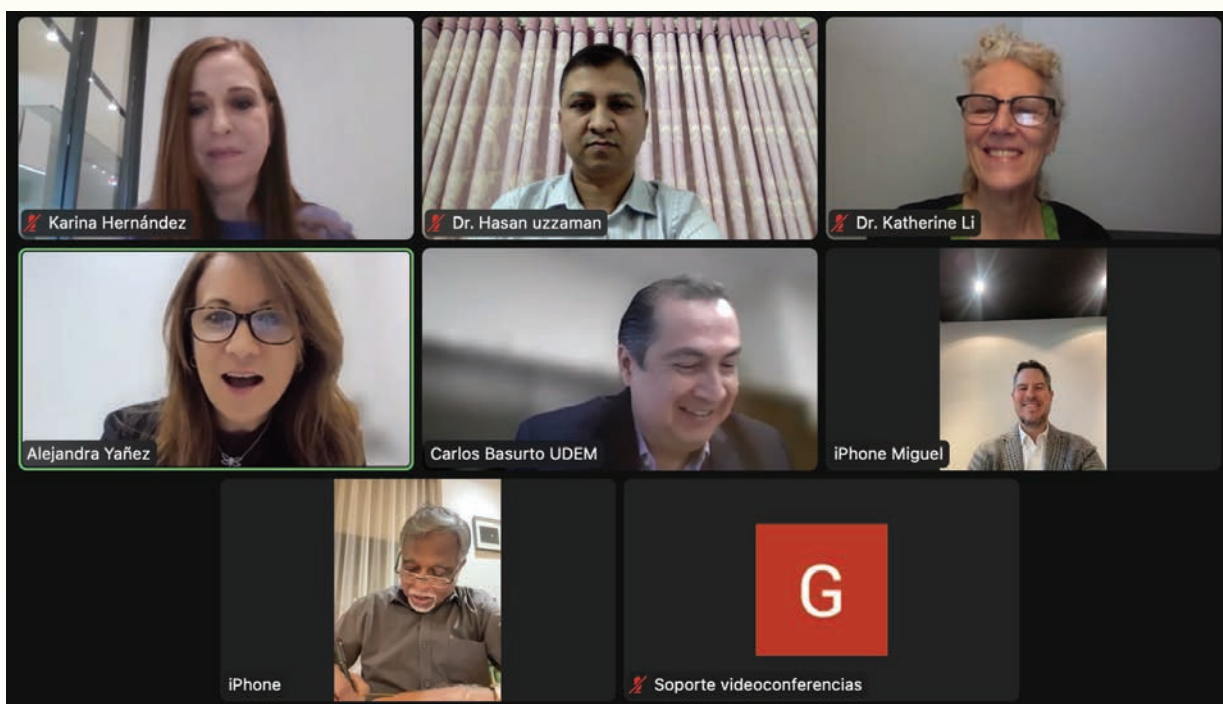 Karina Hernández
Dr. Hasan uzzaman
Dr. Katherine Li
Alejandra Yañez
Carlos Basurto UDEM
iPhone Miguel
iPhone
G
Soporte videoconferencias